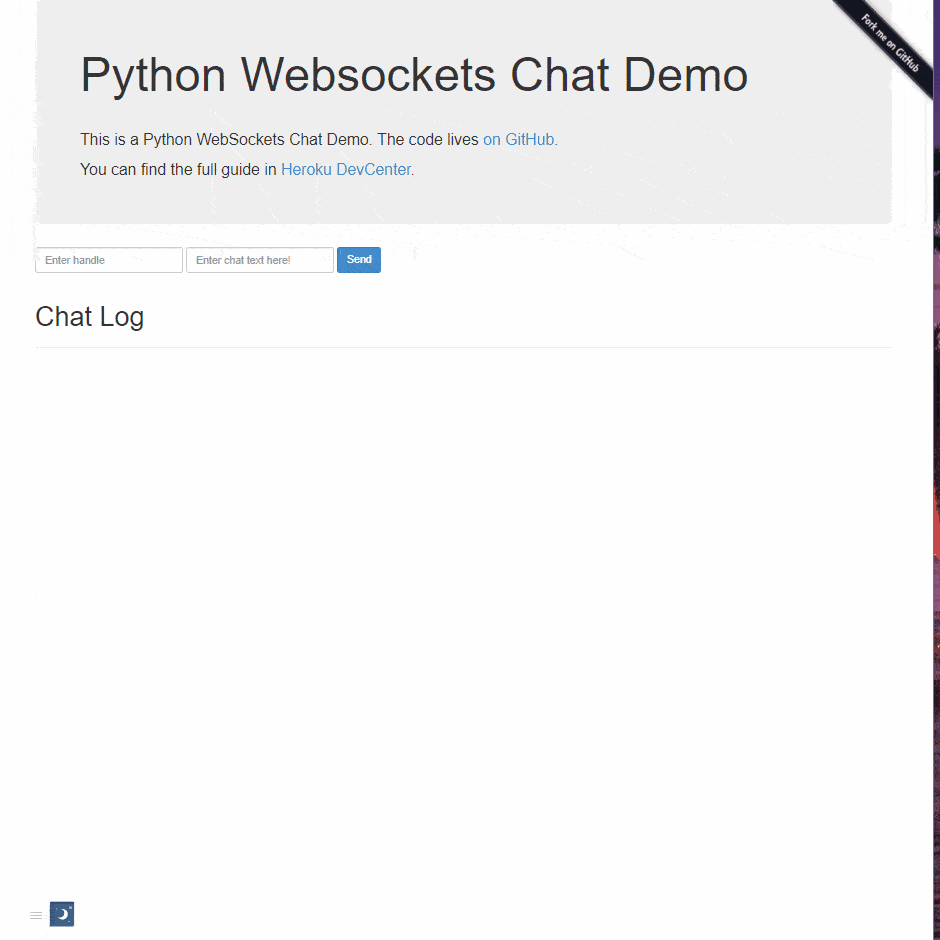 Fork me on GitHub
Python Websockets Chat Demo
This is a Python WebSockets Chat Demo. The code lives on GitHub.
You can find the full guide in Heroku DevCenter.
Enter handle Enter chat text here! Send
Chat Log